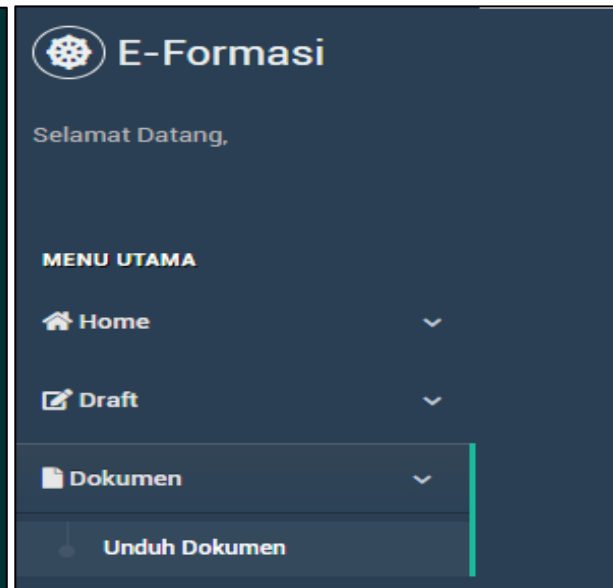 E-Formasi
Selamat Datang,
MENU UTAMA
Home
Draft
Dokumen
Unduh Dokumen